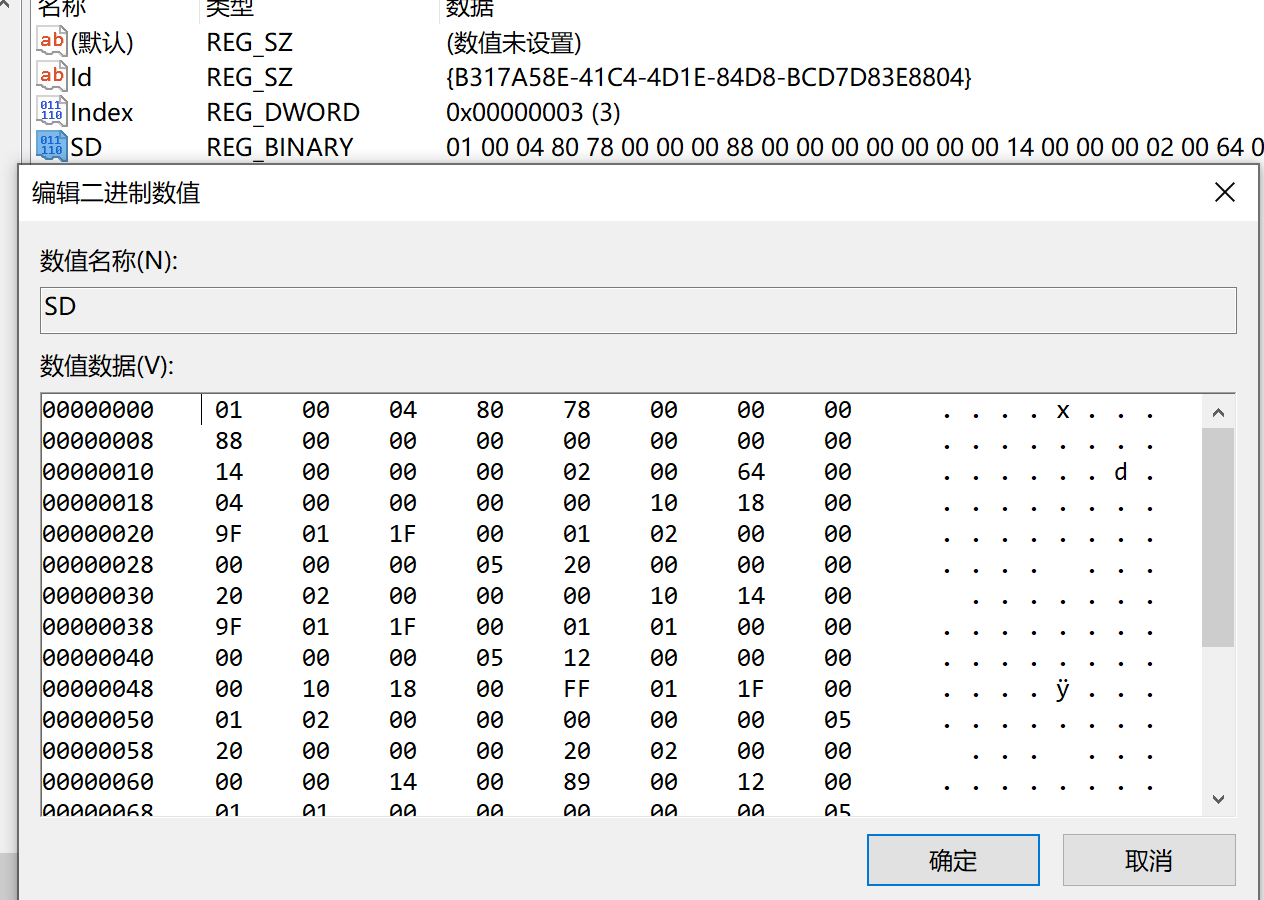 名称 类型 数据
(默认) REG_SZ (数值未设置)
Id REG_SZ {B317A58E-41C4-4D1E-84D8-BCD7D83E8804}
Index REG_DWORD 0x00000003 (3)
SD REG_BINARY 01 00 04 80 78 00 00 00 88 00 00 00 00 00 00 00 14 00 00 00 02 00 64 0
编辑二进制数值
数值名称(N):
SD
数值数据(V):
00000000 01 00 04 80 78 00 00 00 . . . . x . . .
00000008 88 00 00 00 00 00 00 00 . . . . . . . .
00000010 14 00 00 00 02 00 64 00 . . . . . . d .
00000018 04 00 00 00 00 10 18 00 . . . . . . . .
00000020 9F 01 1F 00 01 02 00 00 . . . . . . . .
00000028 00 00 00 05 20 00 00 00 . . . .   . . .
00000030 20 02 00 00 00 10 14 00   . . . . . . .
00000038 9F 01 1F 00 01 01 00 00 . . . . . . . .
00000040 00 00 00 05 12 00 00 00 . . . . . . . .
00000048 00 10 18 00 FF 01 1F 00 . . . . ÿ . . .
00000050 01 02 00 00 00 00 00 05 . . . . . . . .
00000058 20 00 00 00 20 02 00 00   . . .   . . .
00000060 00 00 14 00 89 00 12 00 . . . . . . . .
00000068 01 01 00 00 00 00 00 05
确定 取消